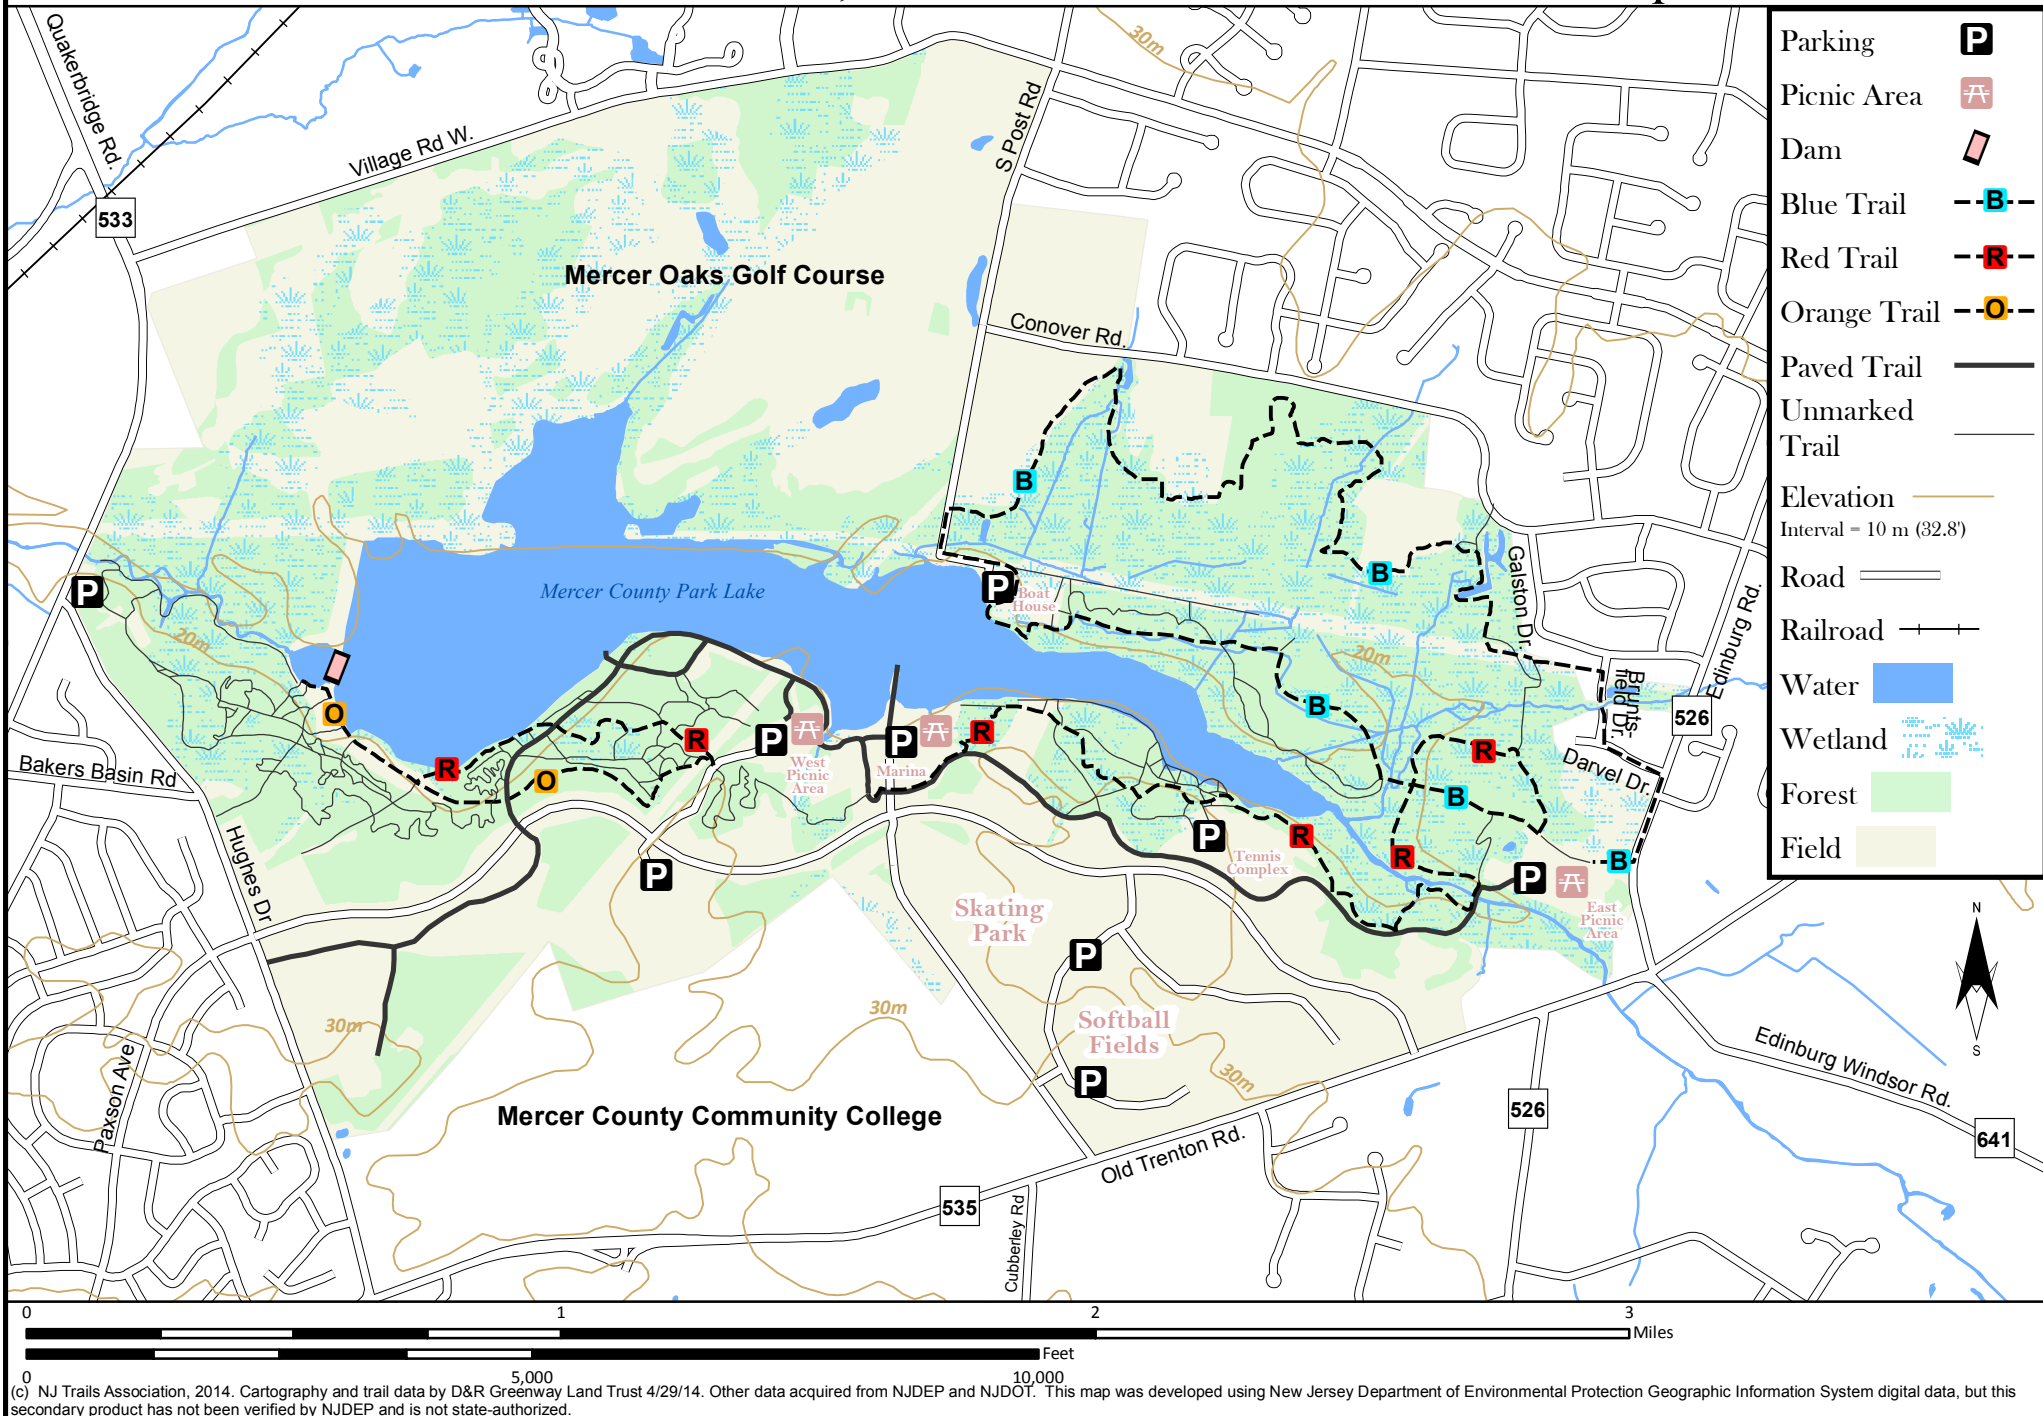 Quakerbridge Rd.
533
Village Rd W.
S Post Rd
30m
Mercer Oaks Golf Course
Conover Rd.
B
B
Mercer County Park Lake
P
20m
P
Boat
House
20m
Galston Dr.
Brunts-
field Dr.
Edinburg Rd.
526
Darvel Dr.
O
R
O
R
P
West
Picnic
Area
P
Marina
R
B
R
B
R
R
B
P
Tennis
Complex
P
East
Picnic
Area
P
Bakers Basin Rd
Hughes Dr
Skating
Park
P
Softball
Fields
P
30m
30m
30m
Paxson Ave
Mercer County Community College
Old Trenton Rd.
535
Cubberley Rd
526
Edinburg Windsor Rd.
641
Parking P
Picnic Area
Dam
Blue Trail B
Red Trail R
Orange Trail O
Paved Trail
Unmarked
Trail
Elevation
Interval = 10 m (32.8')
Road
Railroad
Water
Wetland
Forest
Field
N
S
0 1 2 3
Miles
Feet
0 5,000 10,000
(c) NJ Trails Association, 2014. Cartography and trail data by D&R Greenway Land Trust 4/29/14. Other data acquired from NJDEP and NJDOT. This map was developed using New Jersey Department of Environmental Protection Geographic Information System digital data, but this
secondary product has not been verified by NJDEP and is not state-authorized.